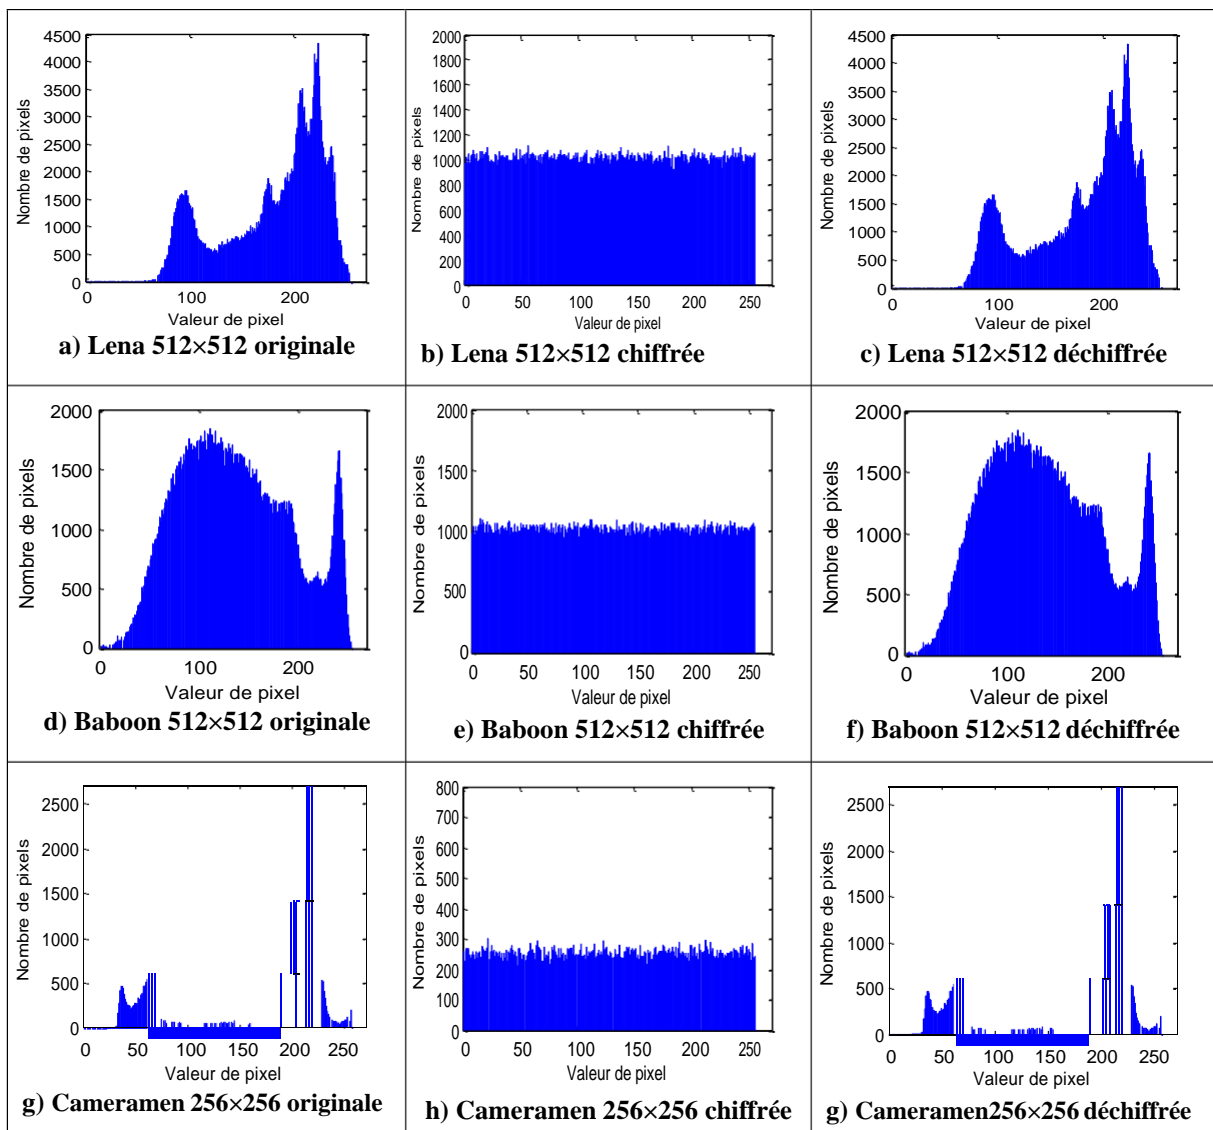 4500
4000
3500
3000
2500
2000
1500
1000
500
0
Nombre de pixels
0 100 200
Valeur de pixel
a) Lena 512×512 originale
2000
1800
1600
1400
1200
1000
800
600
400
200
0
Nombre de pixels
0 50 100 150 200 250
Valeur de pixel
b) Lena 512×512 chiffrée
4500
4000
3500
3000
2500
2000
1500
1000
500
0
Nombre de pixels
0 100 200
Valeur de pixel
c) Lena 512×512 déchiffrée
2000
1500
1000
500
0
Nombre de pixels
0 100 200
Valeur de pixel
d) Baboon 512×512 originale
2000
1500
1000
500
0
Nombre de pixels
0 50 100 150 200 250
Valeur de pixel
e) Baboon 512×512 chiffrée
2000
1500
1000
500
0
Nombre de pixels
0 100 200
Valeur de pixel
f) Baboon 512×512 déchiffrée
2500
2000
1500
1000
500
0
Nombre de pixels
0 50 100 150 200 250
Valeur de pixel
g) Cameramen 256×256 originale
800
700
600
500
400
300
200
100
0
Nombre de pixels
0 50 100 150 200 250
Valeur de pixel
h) Cameramen 256×256 chiffrée
2500
2000
1500
1000
500
0
Nombre de pixels
0 50 100 150 200 250
Valeur de pixel
g) Cameramen256×256 déchiffrée